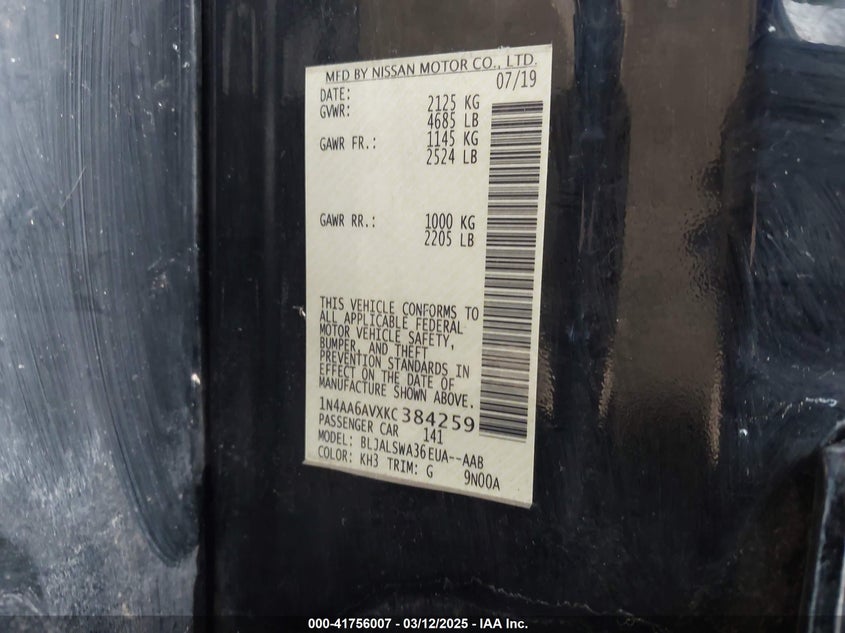 MFD BY NISSAN MOTOR CO., LTD.
DATE: 07/19
GVWR: 2125 KG
4685 LB
GAWR FR.: 1145 KG
2524 LB
GAWR RR.: 1000 KG
2205 LB
THIS VEHICLE CONFORMS TO
ALL APPLICABLE FEDERAL
MOTOR VEHICLE SAFETY,
BUMPER, AND THEFT
PREVENTION STANDARDS IN
EFFECT ON THE DATE OF
MANUFACTURE SHOWN ABOVE.
1N4AA6AVXKC384259
PASSENGER CAR 141
MODEL: BLJALSWA36EUA--AAB
COLOR: KH3 TRIM: G 9N00A
000-41756007 - 03/12/2025 - IAA Inc.